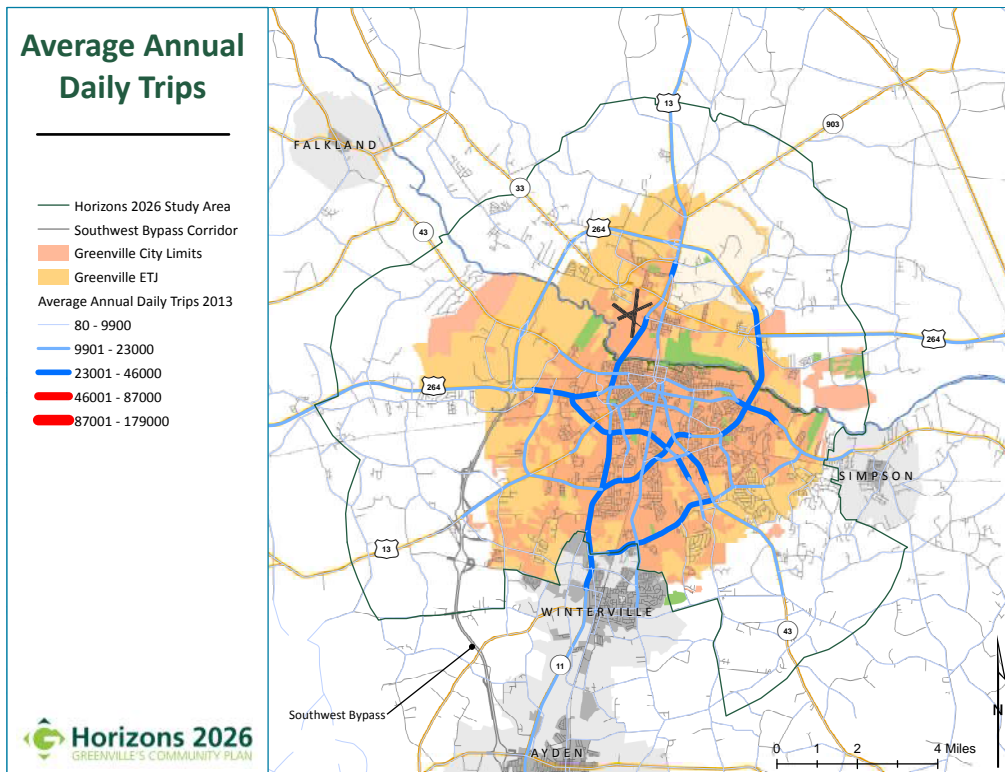 Average Annual
Daily Trips
Horizons 2026 Study Area
Southwest Bypass Corridor
Greenville City Limits
Greenville ETJ
Average Annual Daily Trips 2013
80 - 9900
9901 - 23000
23001 - 46000
46001 - 87000
87001 - 179000
Horizons 2026
GREENVILLE'S COMMUNITY PLAN
13
903
FALKLAND
33
43
264
264
264
SIMPSON
13
WINTERVILLE
43
11
Southwest Bypass
N
AYDEN
0 1 2 4 Miles